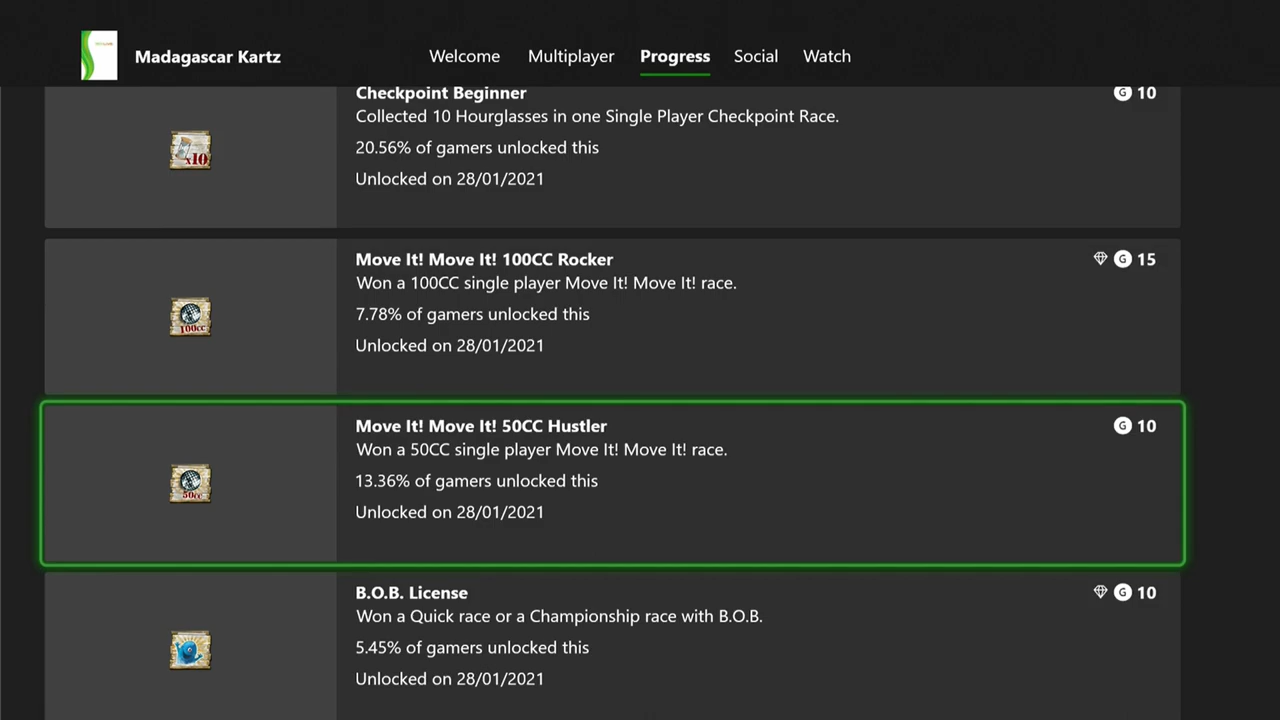 Madagascar Kartz
Welcome
Multiplayer
Progress
Social
Watch
Checkpoint Beginner
G 10
Collected 10 Hourglasses in one Single Player Checkpoint Race.
20.56% of gamers unlocked this
Unlocked on 28/01/2021
x10
Move It! Move It! 100CC Rocker
G 15
Won a 100CC single player Move It! Move It! race.
7.78% of gamers unlocked this
Unlocked on 28/01/2021
100cc
Move It! Move It! 50CC Hustler
G 10
Won a 50CC single player Move It! Move It! race.
13.36% of gamers unlocked this
Unlocked on 28/01/2021
50cc
B.O.B. License
G 10
Won a Quick race or a Championship race with B.O.B.
5.45% of gamers unlocked this
Unlocked on 28/01/2021